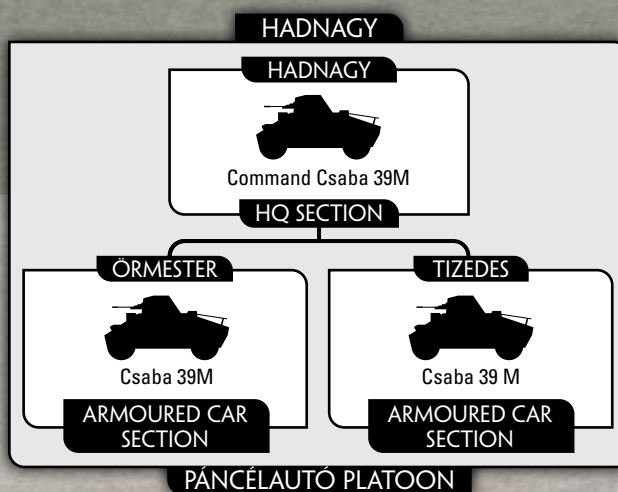 HADNAGY
HADNAGY
Command Csaba 39M
HQ SECTION
ÖRMESTER
Csaba 39M
ARMOURED CAR
SECTION
TIZEDES
Csaba 39 M
ARMOURED CAR
SECTION
PÁNCÉLAUTÓ PLATOON